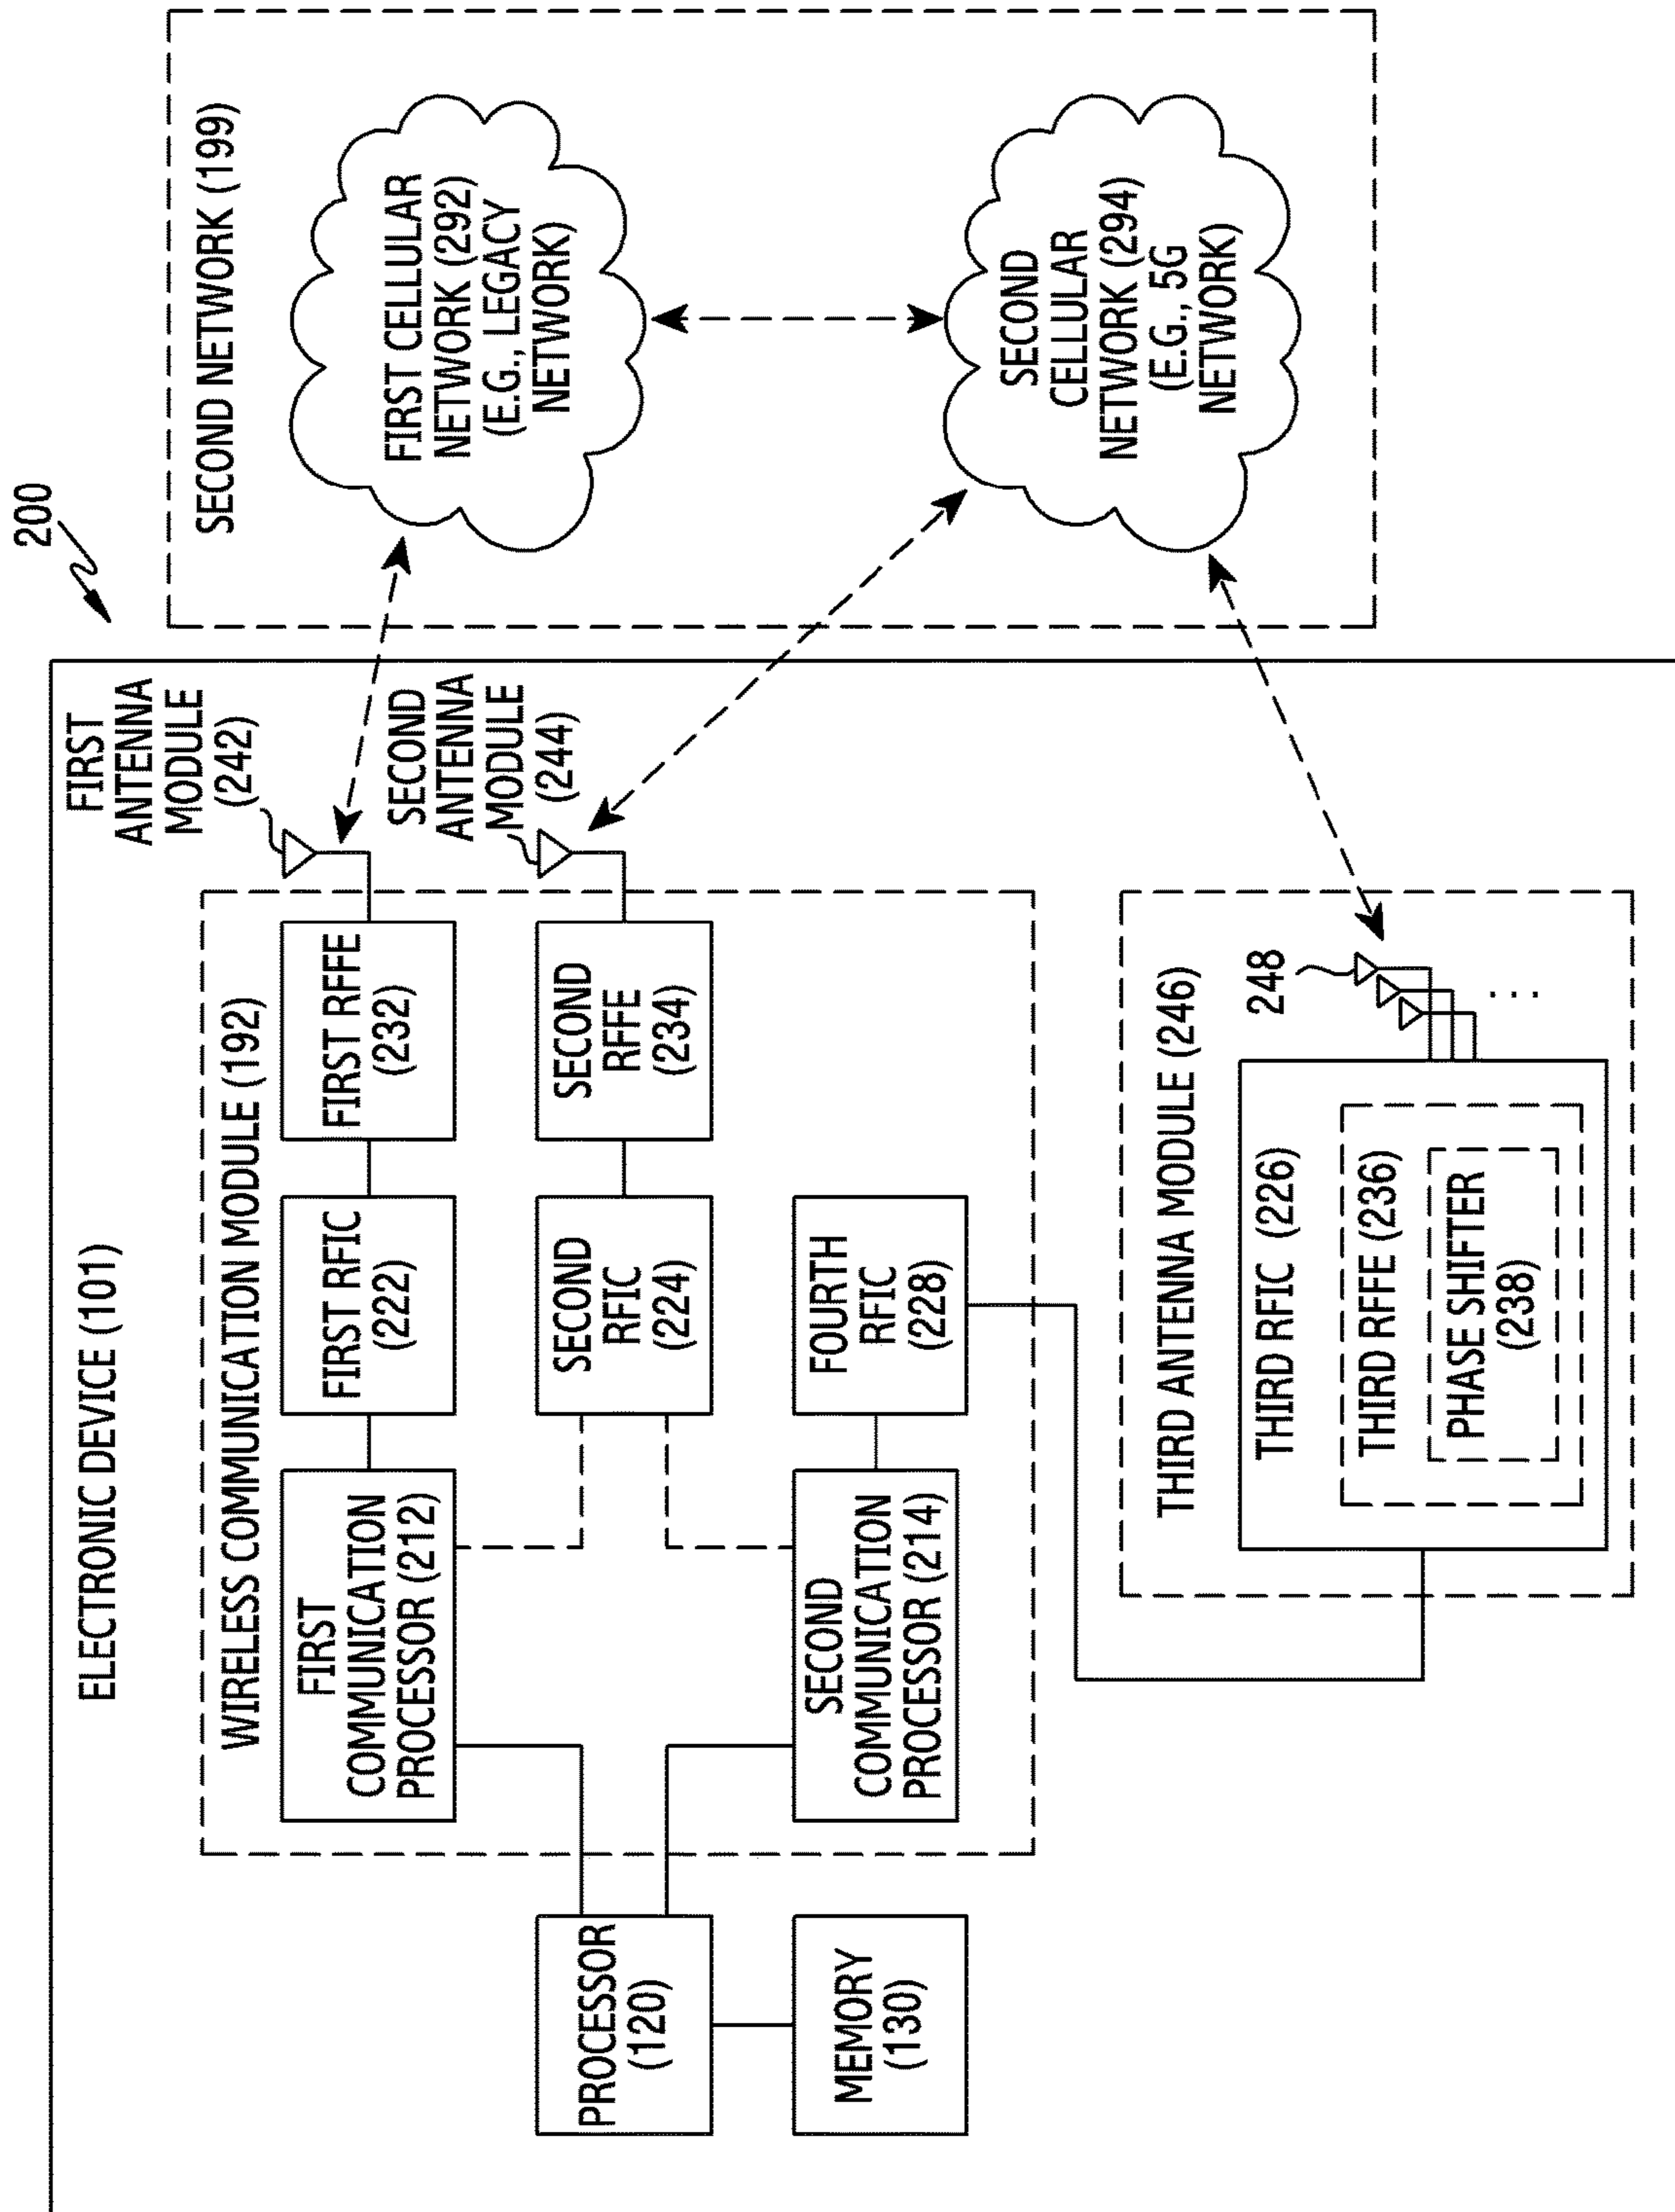 200
ELECTRONIC DEVICE (101)
WIRELESS COMMUNICATION MODULE (192)
FIRST
COMMUNICATION
PROCESSOR (212)
FIRST RFIC
(222)
FIRST RFFE
(232)
FIRST
ANTENNA
MODULE
(242)
PROCESSOR
(120)
SECOND
RFIC
(224)
SECOND
RFFE
(234)
SECOND
ANTENNA
MODULE
(244)
MEMORY
(130)
SECOND
COMMUNICATION
PROCESSOR (214)
FOURTH
RFIC
(228)
THIRD ANTENNA MODULE (246)
THIRD RFIC (226)
THIRD RFFE (236)
PHASE SHIFTER
(238)
248
...
SECOND NETWORK (199)
FIRST CELLULAR
NETWORK (292)
(E.G., LEGACY
NETWORK)
SECOND
CELLULAR
NETWORK (294)
(E.G., 5G
NETWORK)